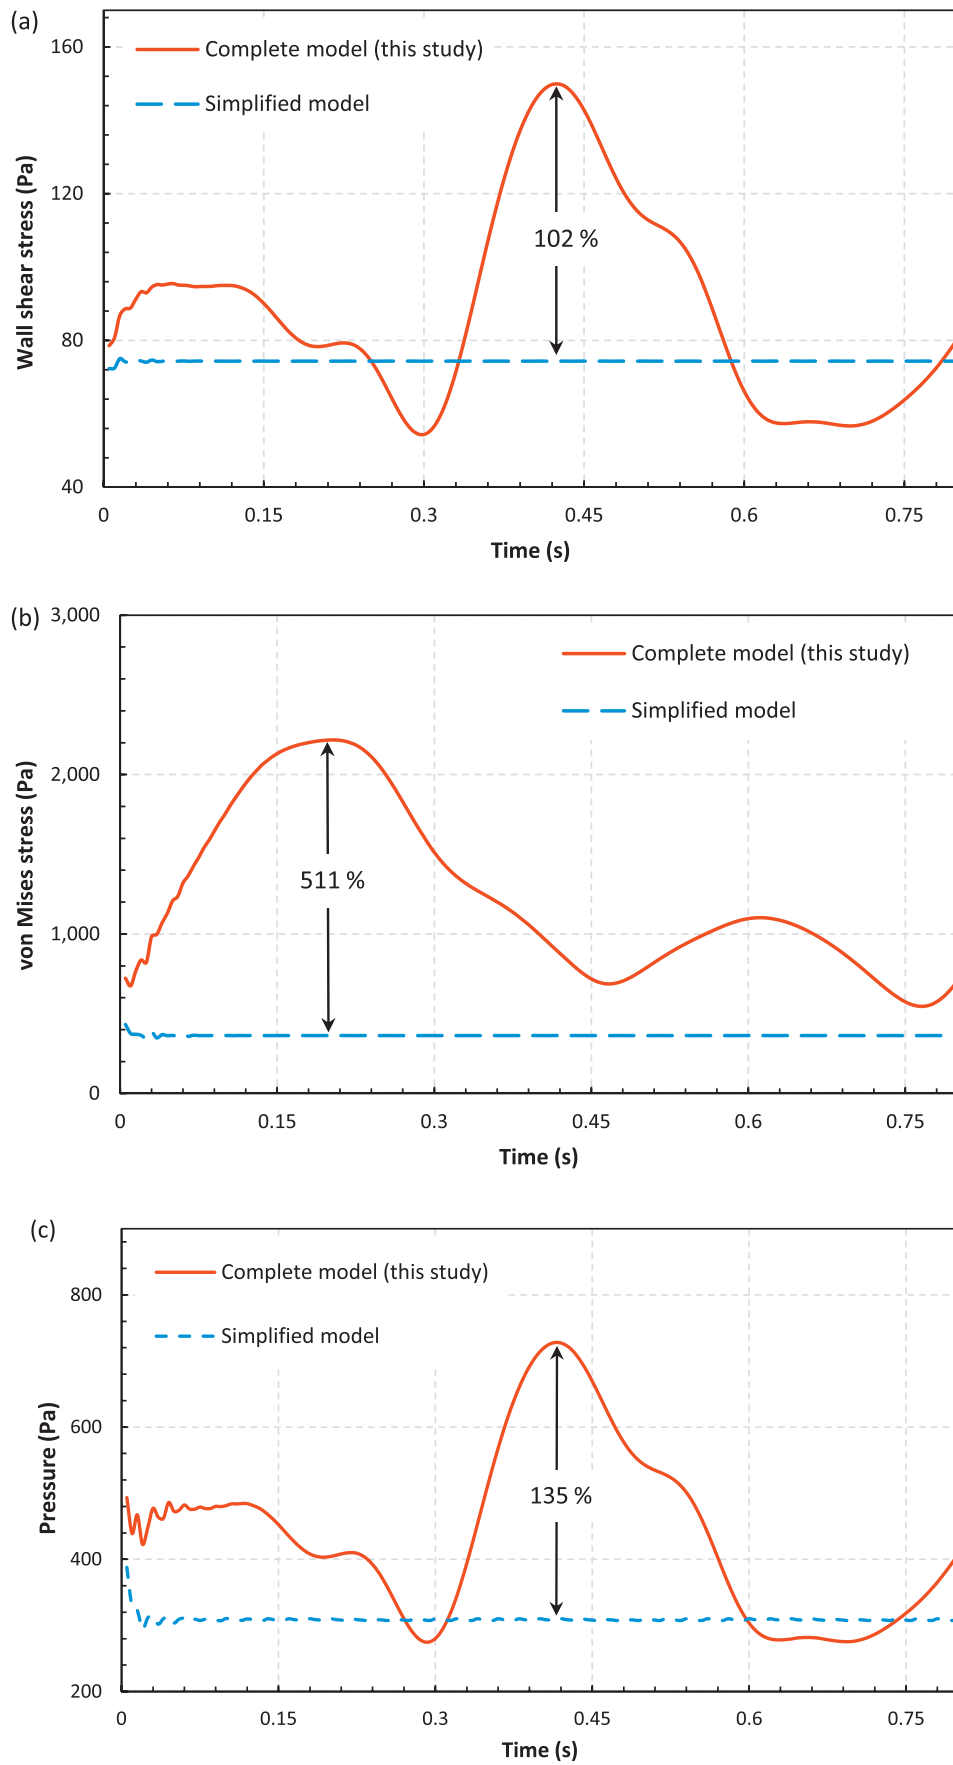 (a)
160
Complete model (this study)
Simplified model
120
102 %
80
40
Wall shear stress (Pa)
0 0.15 0.3 0.45 0.6 0.75
Time (s)
(b)
3,000
Complete model (this study)
Simplified model
2,000
511 %
1,000
0
von Mises stress (Pa)
0 0.15 0.3 0.45 0.6 0.75
Time (s)
(c)
Complete model (this study)
800
Simplified model
600
135 %
400
200
Pressure (Pa)
0 0.15 0.3 0.45 0.6 0.75
Time (s)